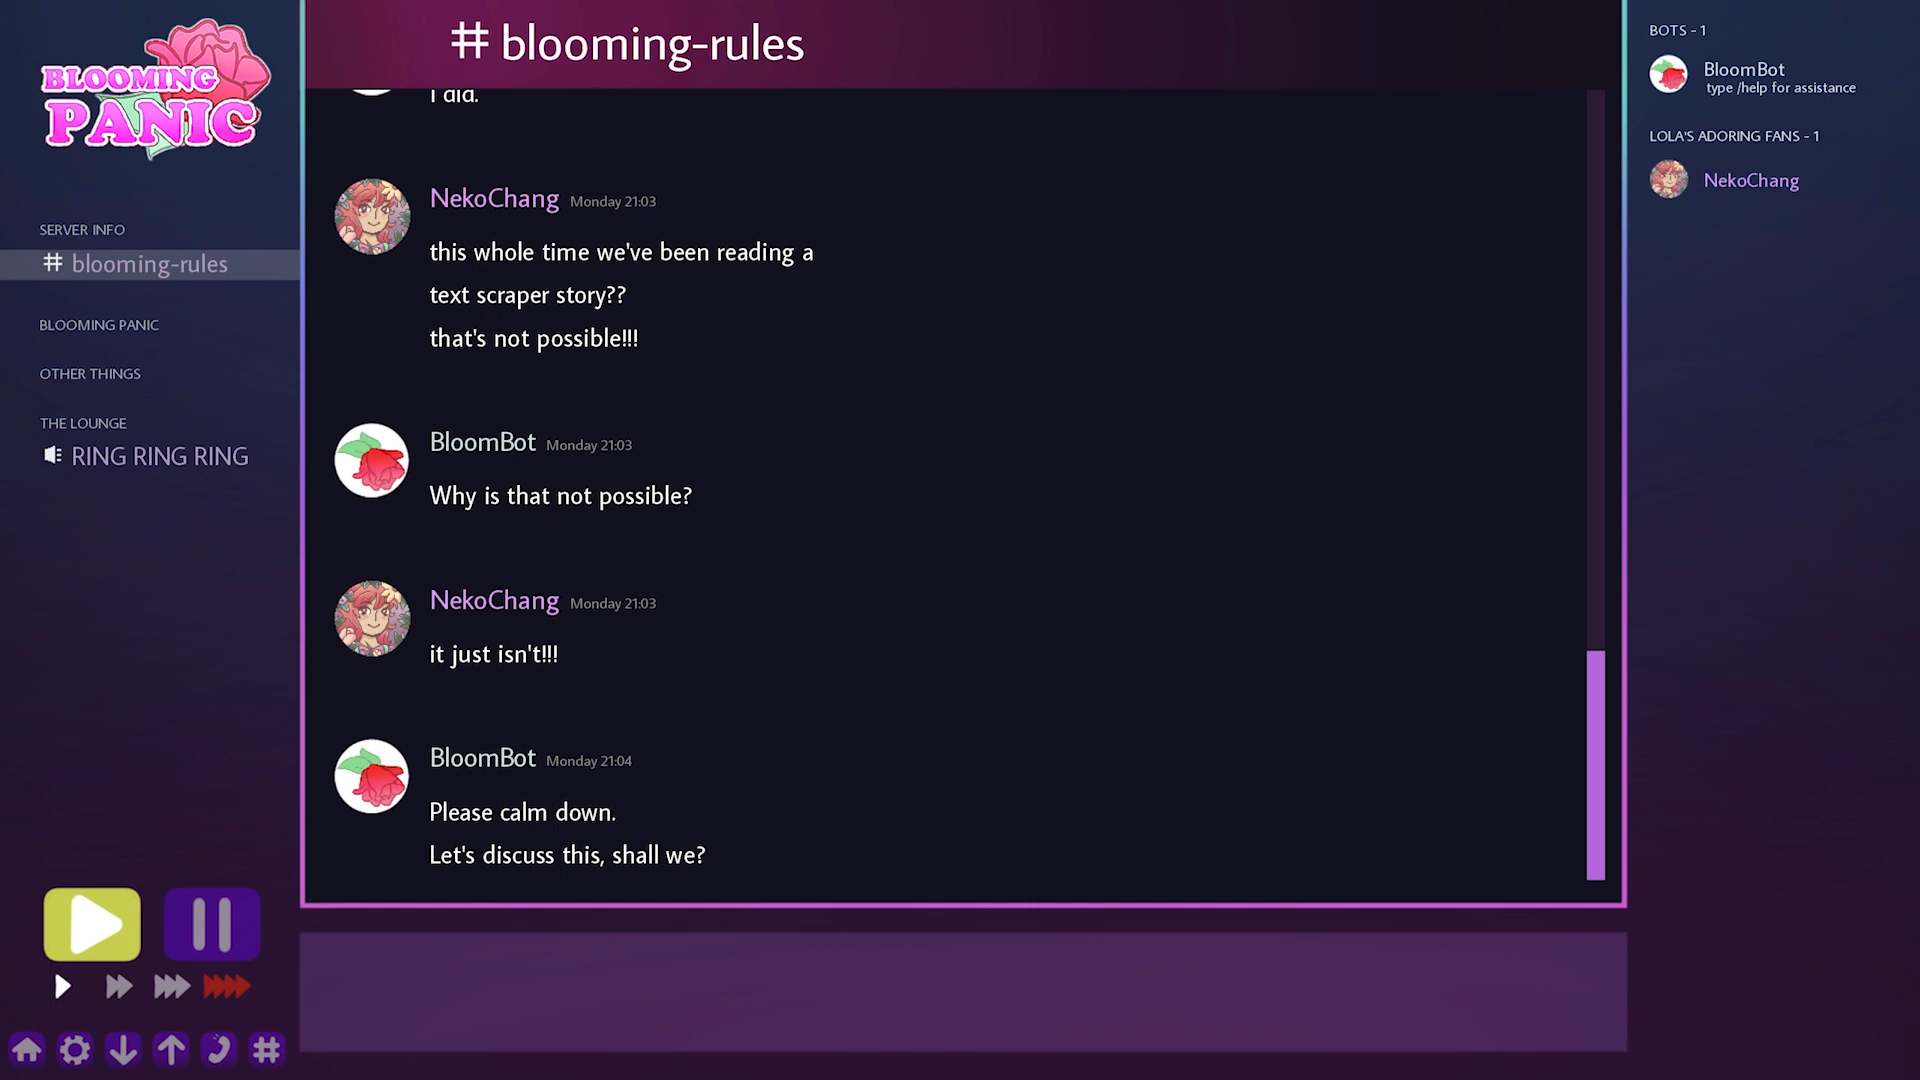 BLOOMING
PANIC
SERVER INFO
# blooming-rules
BLOOMING PANIC
OTHER THINGS
THE LOUNGE
RING RING RING
# blooming-rules
I did.
NekoChang Monday 21:03
this whole time we've been reading a
text scraper story??
that's not possible!!!
BloomBot Monday 21:03
Why is that not possible?
NekoChang Monday 21:03
it just isn't!!!
BloomBot Monday 21:04
Please calm down.
Let's discuss this, shall we?
BOTS - 1
BloomBot
type /help for assistance
LOLA'S ADORING FANS - 1
NekoChang